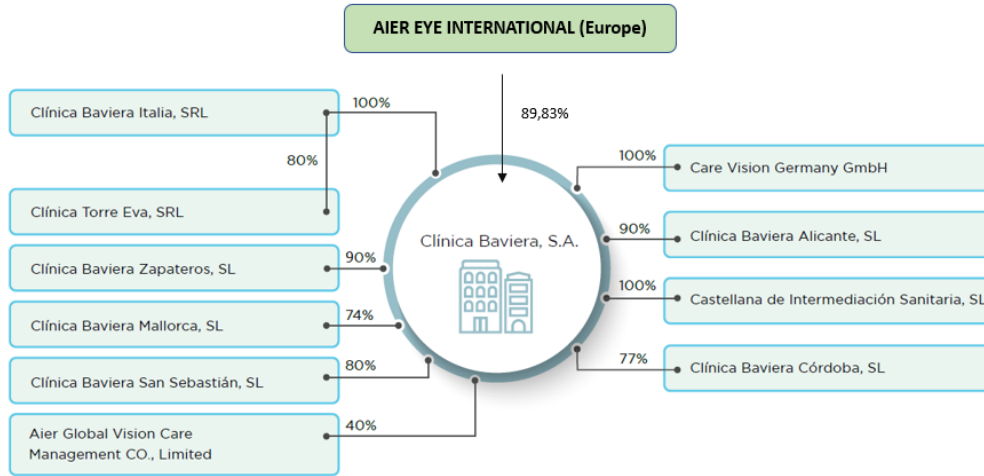 AIER EYE INTERNATIONAL (Europe)
89,83%
Clínica Baviera Italia, SRL
100%
80%
Clínica Torre Eva, SRL
Clínica Baviera Zapateros, SL
90%
Clínica Baviera Mallorca, SL
74%
Clínica Baviera San Sebastián, SL
80%
Aier Global Vision Care
Management CO., Limited
40%
Clínica Baviera, S.A.
100%
Care Vision Germany GmbH
90%
Clínica Baviera Alicante, SL
100%
Castellana de Intermediación Sanitaria, SL
77%
Clínica Baviera Córdoba, SL